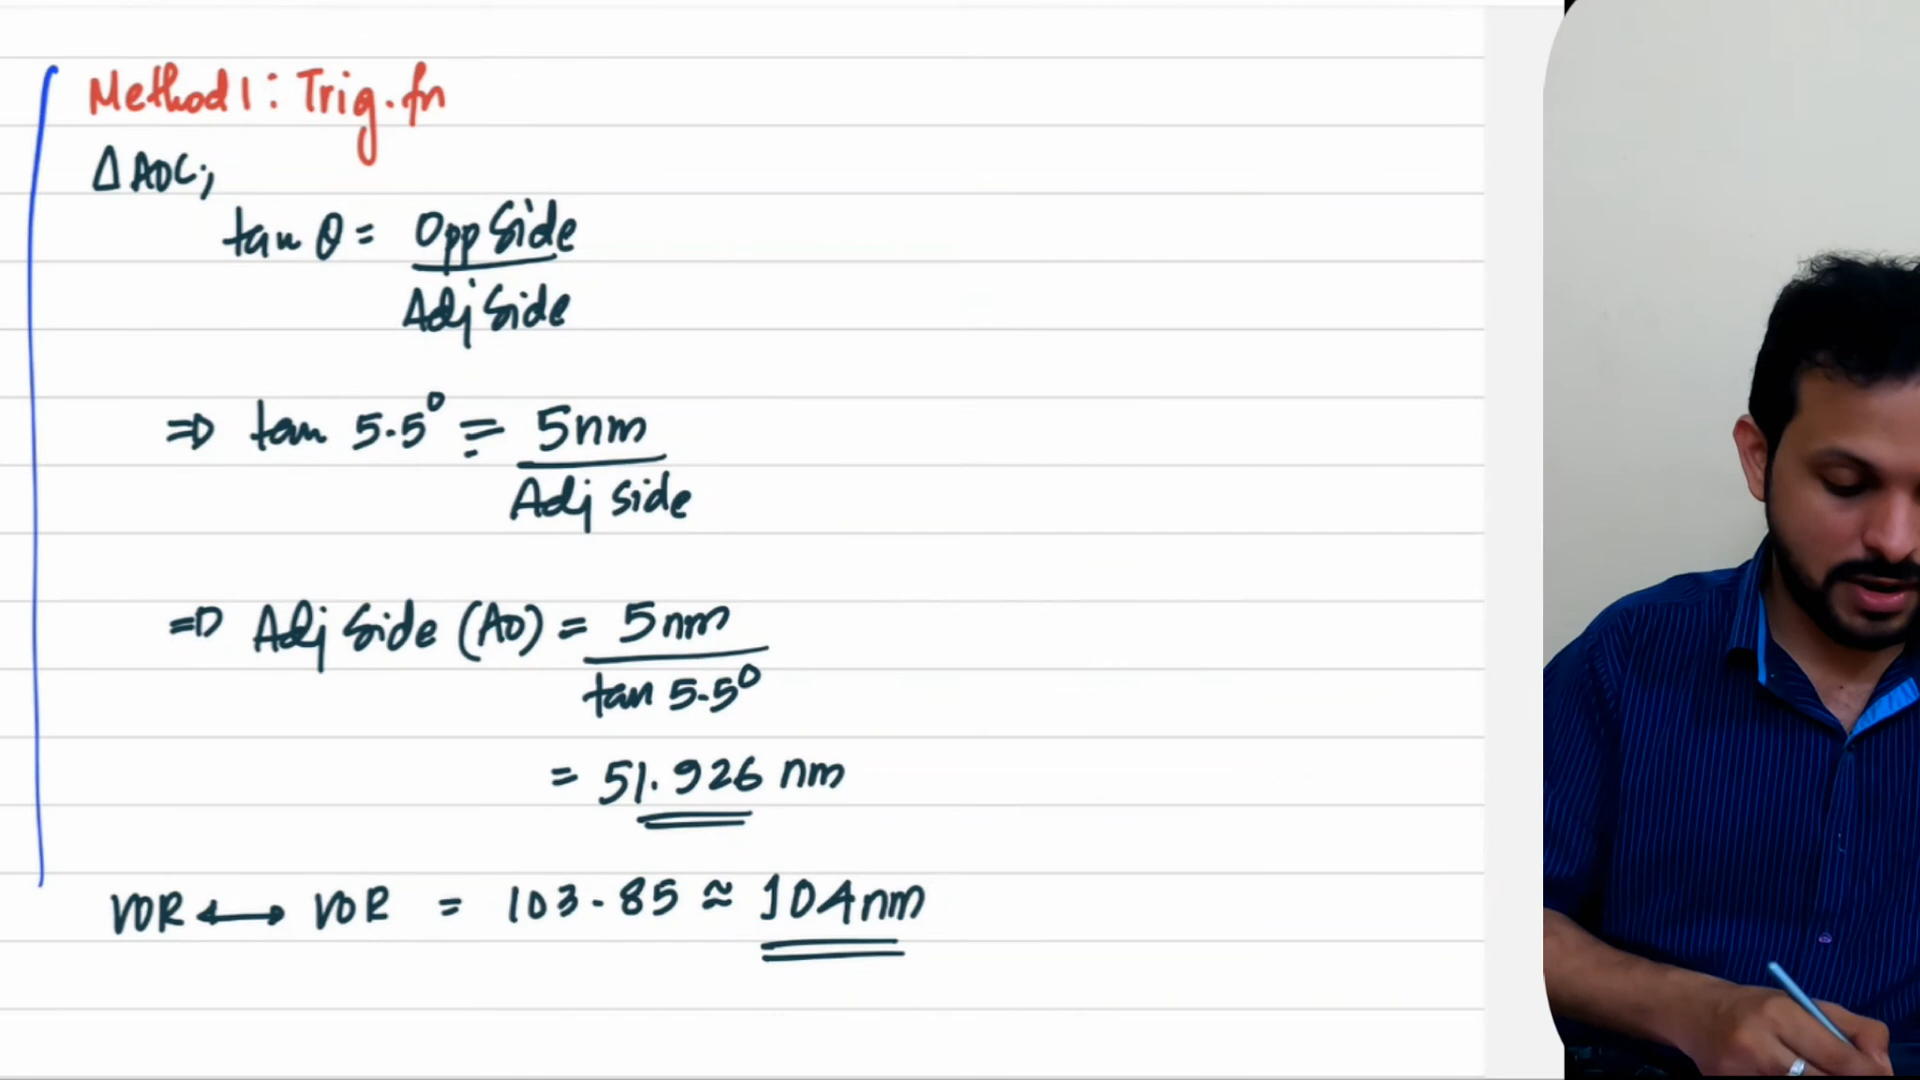 Method 1: Trig. fn
Δ AOC;
tan θ = Opp Side
Adj Side
⇒ tan 5.5° = 5nm
Adj side
⇒ Adj Side (AO) = 5nm
tan 5.5°
= 51.926 nm
VOR ↔ VOR = 103.85 ≈ 104nm